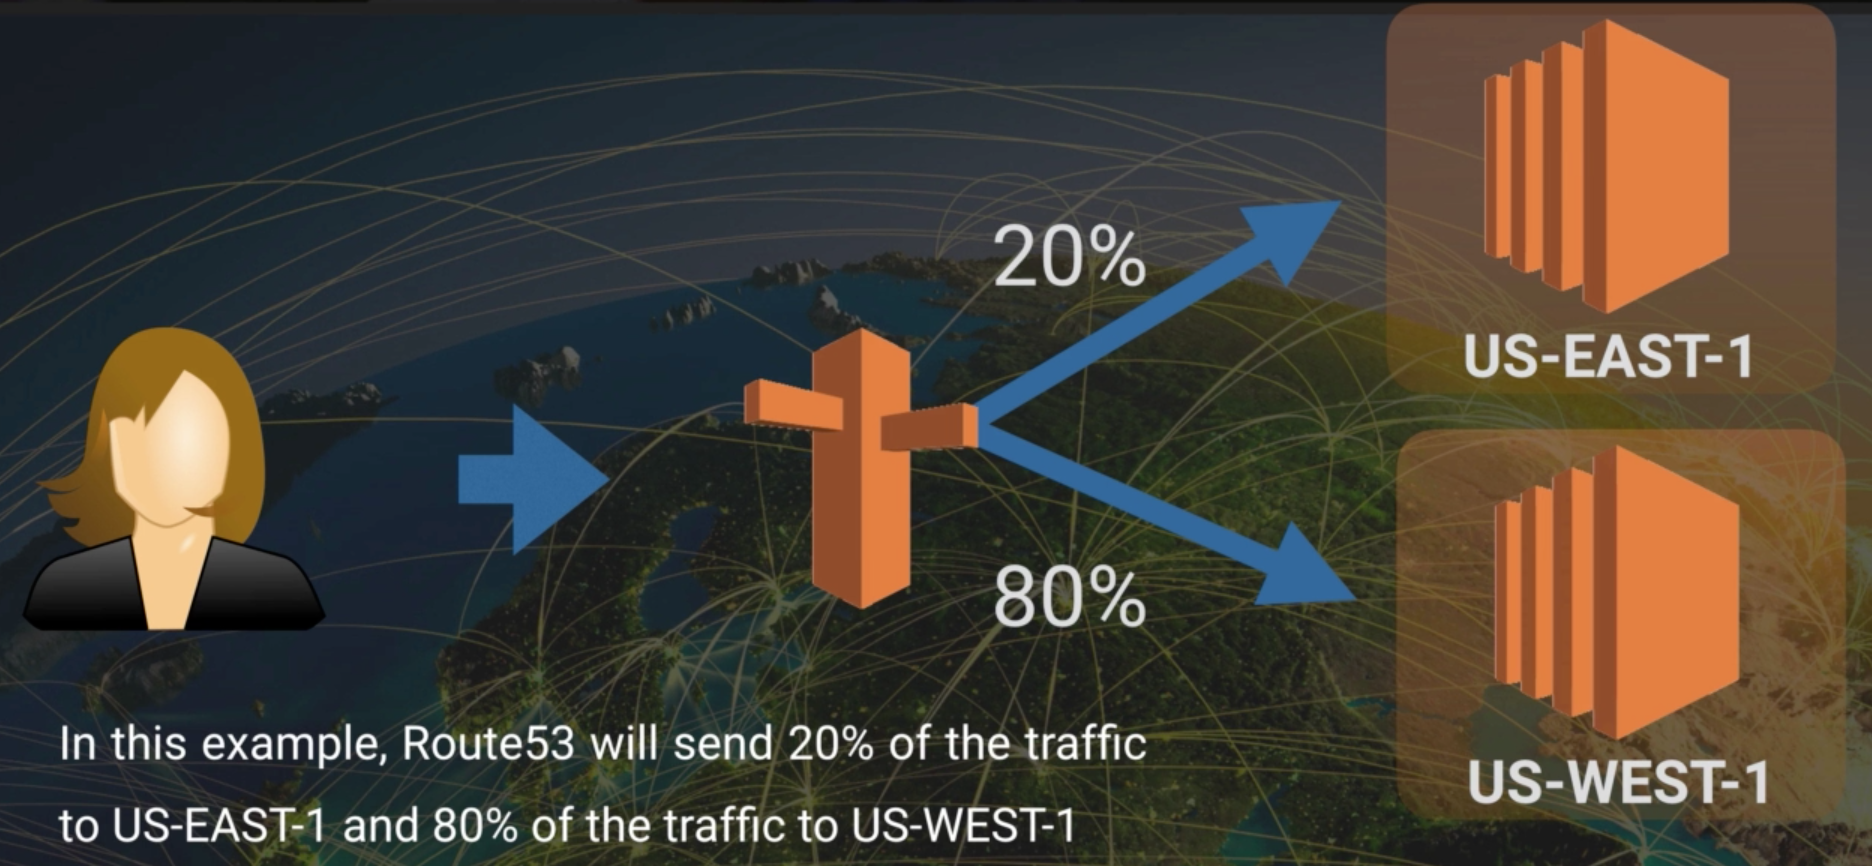 20%
US-EAST-1
80%
US-WEST-1
In this example, Route53 will send 20% of the traffic
to US-EAST-1 and 80% of the traffic to US-WEST-1